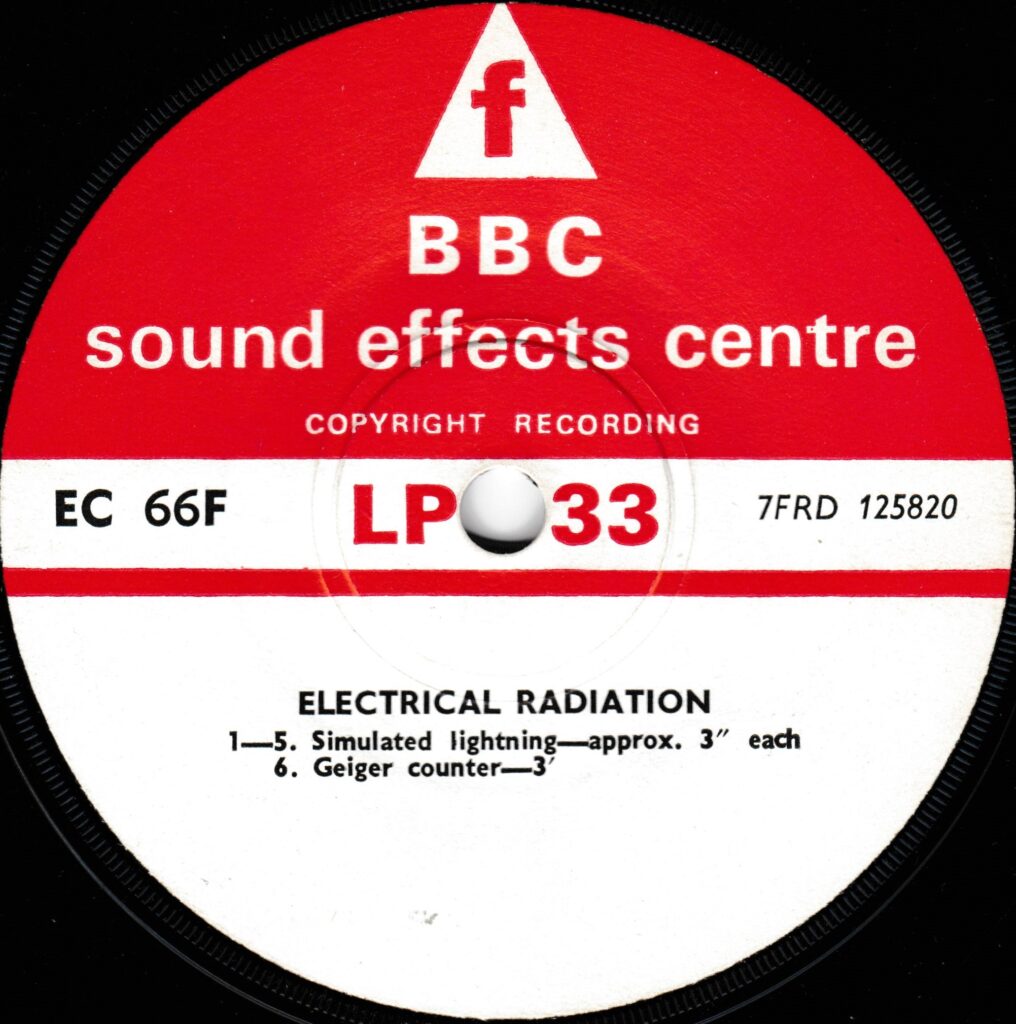 f
BBC
sound effects centre
COPYRIGHT RECORDING
EC 66F LP 33 7FRD 125820
ELECTRICAL RADIATION
1—5. Simulated lightning—approx. 3″ each
6. Geiger counter—3′